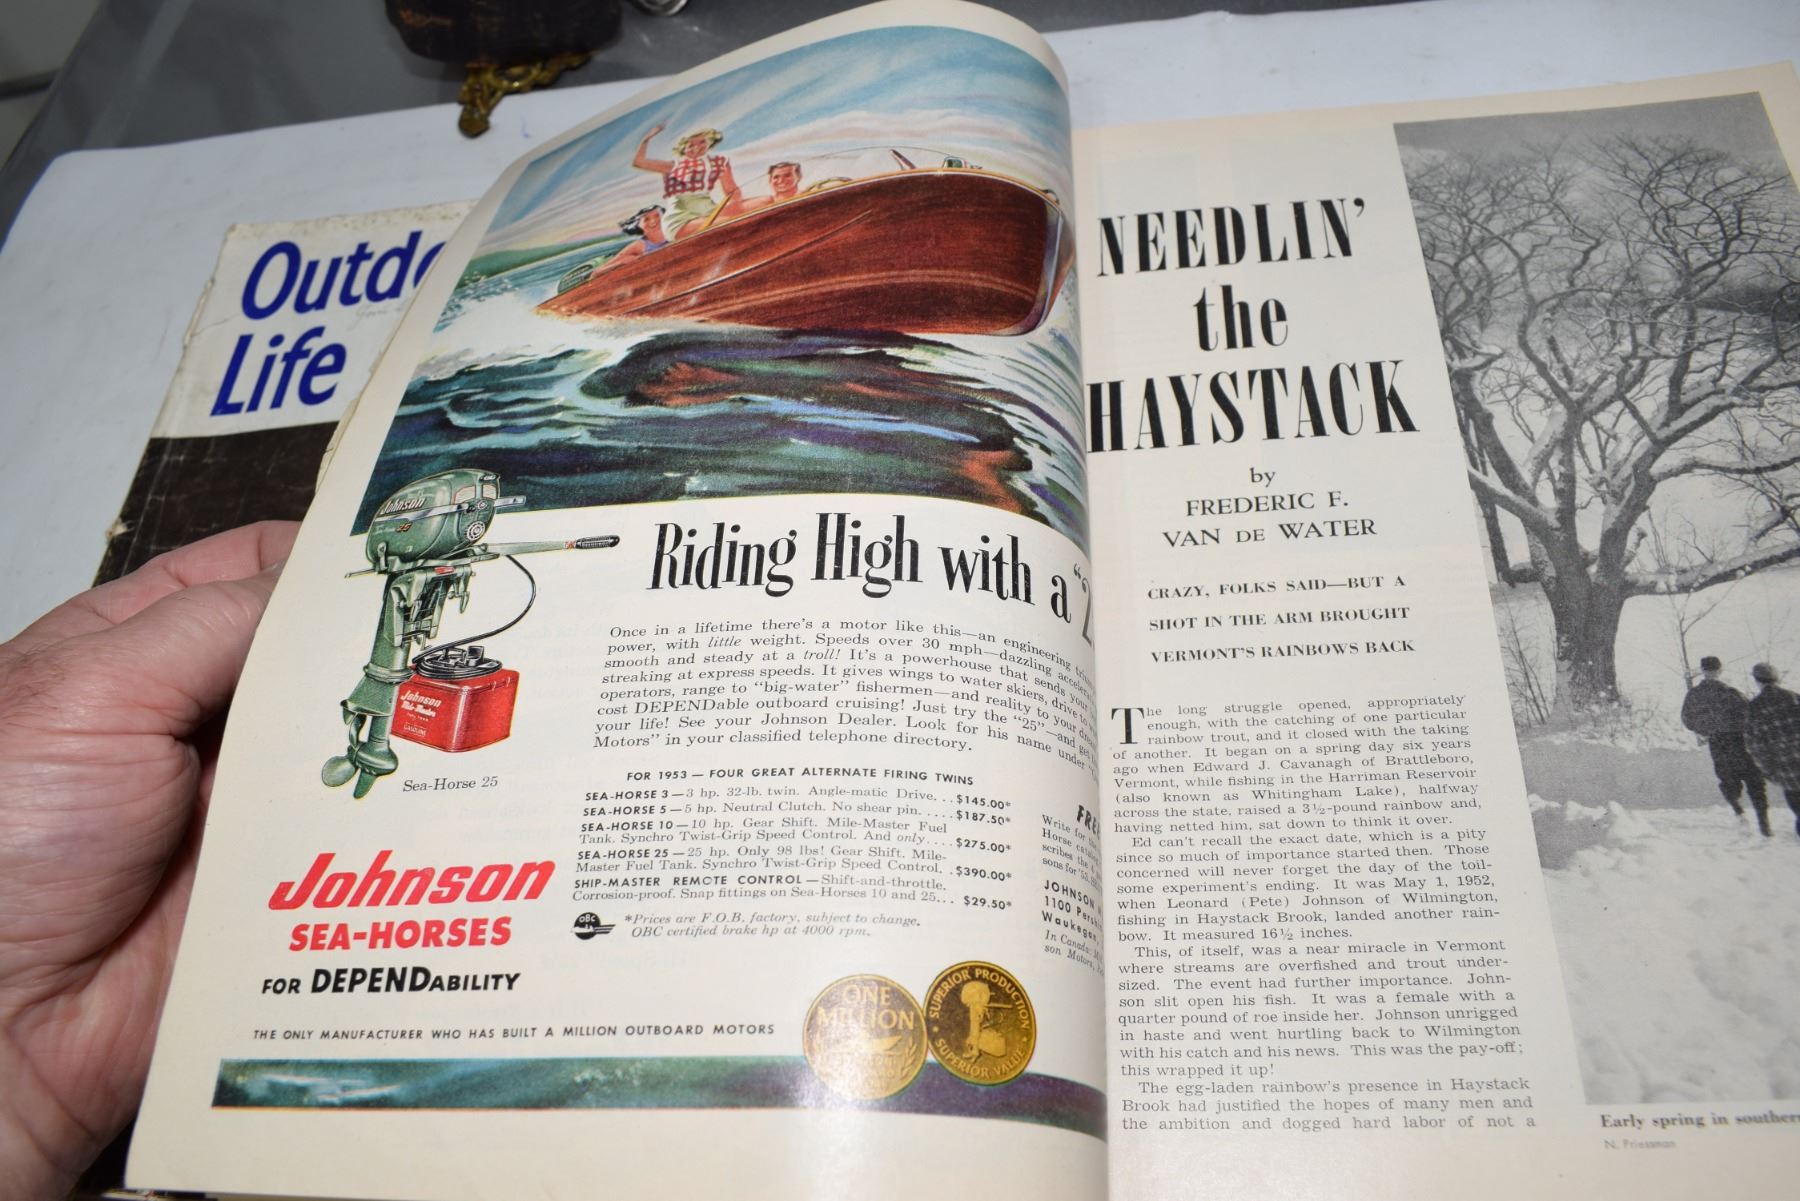 Outdo
Life
Johnson
25
Johnson
Mile-Master
GASOLINE
Sea-Horse 25
Riding High with a "2
Once in a lifetime there's a motor like this—an engineering
power, with little weight. Speeds over 30 mph—dazzling
smooth and steady at a troll! It's a powerhouse that sends your
streaking at express speeds. It gives wings to water skiers, drive to
operators, range to "big-water" fishermen—and reality to your
cost DEPENDable outboard cruising! Just try the "25"—and get
your life! See your Johnson Dealer. Look for his name under
Motors" in your classified telephone directory.
FOR 1953 — FOUR GREAT ALTERNATE FIRING TWINS
SEA-HORSE 3 — 3 hp. 32-lb. twin. Angle-matic Drive. . . $145.00*
SEA-HORSE 5 — 5 hp. Neutral Clutch. No shear pin. . . . . $187.50*
SEA-HORSE 10 — 10 hp. Gear Shift. Mile-Master Fuel
Tank. Synchro Twist-Grip Speed Control. And only . . . . $275.00*
SEA-HORSE 25 — 25 hp. Only 98 lbs! Gear Shift. Mile-
Master Fuel Tank. Synchro Twist-Grip Speed Control. . $390.00*
SHIP-MASTER REMOTE CONTROL — Shift-and-throttle.
Corrosion-proof. Snap fittings on Sea-Horses 10 and 25. . . $29.50*
OBC
*Prices are F.O.B. factory, subject to change.
OBC certified brake hp at 4000 rpm.
Write for
Horse
scribes the
sons for '53.
JOHNSON M
1100
Waukegan,
In Canada:
son Motors,
Johnson
SEA-HORSES
FOR DEPENDABILITY
THE ONLY MANUFACTURER WHO HAS BUILT A MILLION OUTBOARD MOTORS
ONE
MILLION
SUPERIOR PRODUCTION
SUPERIOR VALUE
NEEDLIN'
the
HAYSTACK
by
FREDERIC F.
VAN DE WATER
CRAZY, FOLKS SAID—BUT A
SHOT IN THE ARM BROUGHT
VERMONT'S RAINBOWS BACK
The long struggle opened, appropriately
enough, with the catching of one particular
rainbow trout, and it closed with the taking
of another. It began on a spring day six years
ago when Edward J. Cavanagh of Brattleboro,
Vermont, while fishing in the Harriman Reservoir
(also known as Whitingham Lake), halfway
across the state, raised a 3½-pound rainbow and,
having netted him, sat down to think it over.
Ed can't recall the exact date, which is a pity
since so much of importance started then. Those
concerned will never forget the day of the toil-
some experiment's ending. It was May 1, 1952,
when Leonard (Pete) Johnson of Wilmington,
fishing in Haystack Brook, landed another rain-
bow. It measured 16½ inches.
This, of itself, was a near miracle in Vermont
where streams are overfished and trout under-
sized. The event had further importance. John-
son slit open his fish. It was a female with a
quarter pound of roe inside her. Johnson unrigged
in haste and went hurtling back to Wilmington
with his catch and his news. This was the pay-off;
this wrapped it up!
The egg-laden rainbow's presence in Haystack
Brook had justified the hopes of many men and
the ambition and dogged hard labor of not a
Early spring in southern
N. Priessman